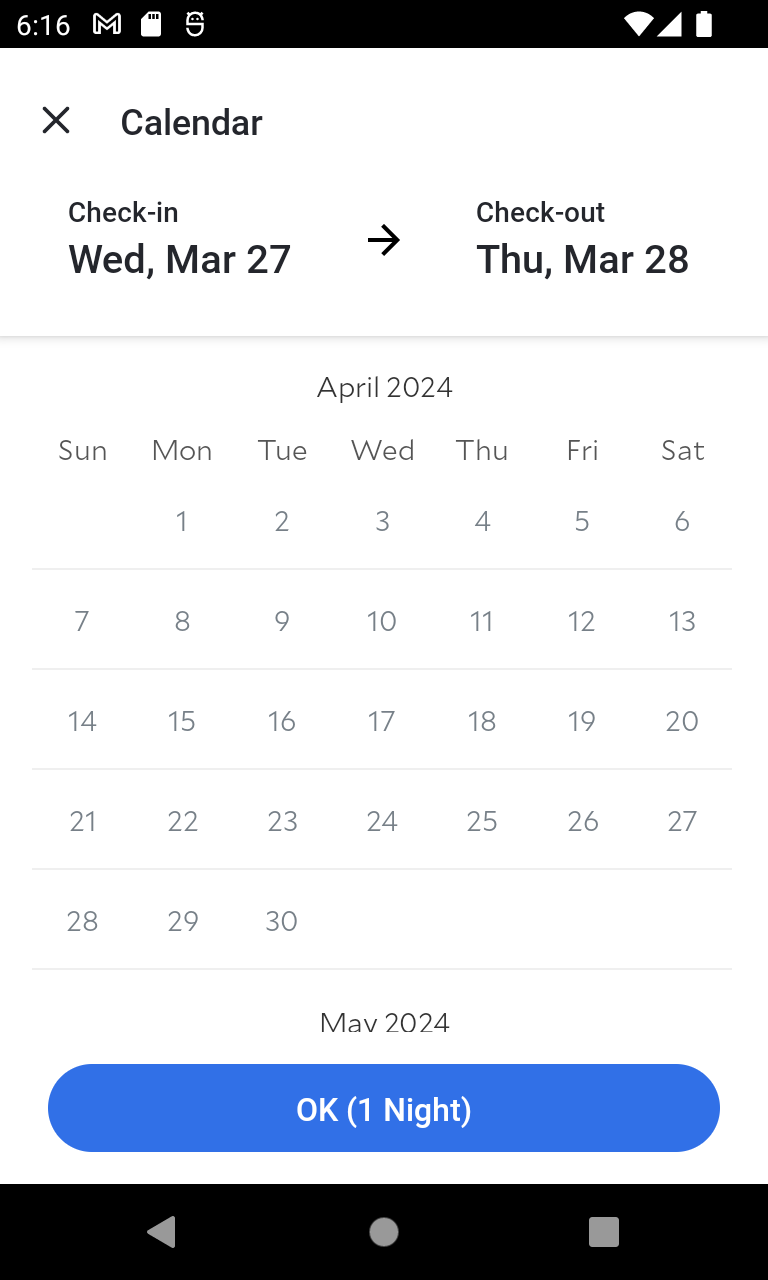 6:16
Calendar
Check-in
Wed, Mar 27
Check-out
Thu, Mar 28
April 2024
Sun Mon Tue Wed Thu Fri Sat
1 2 3 4 5 6
7 8 9 10 11 12 13
14 15 16 17 18 19 20
21 22 23 24 25 26 27
28 29 30
May 2024
OK (1 Night)